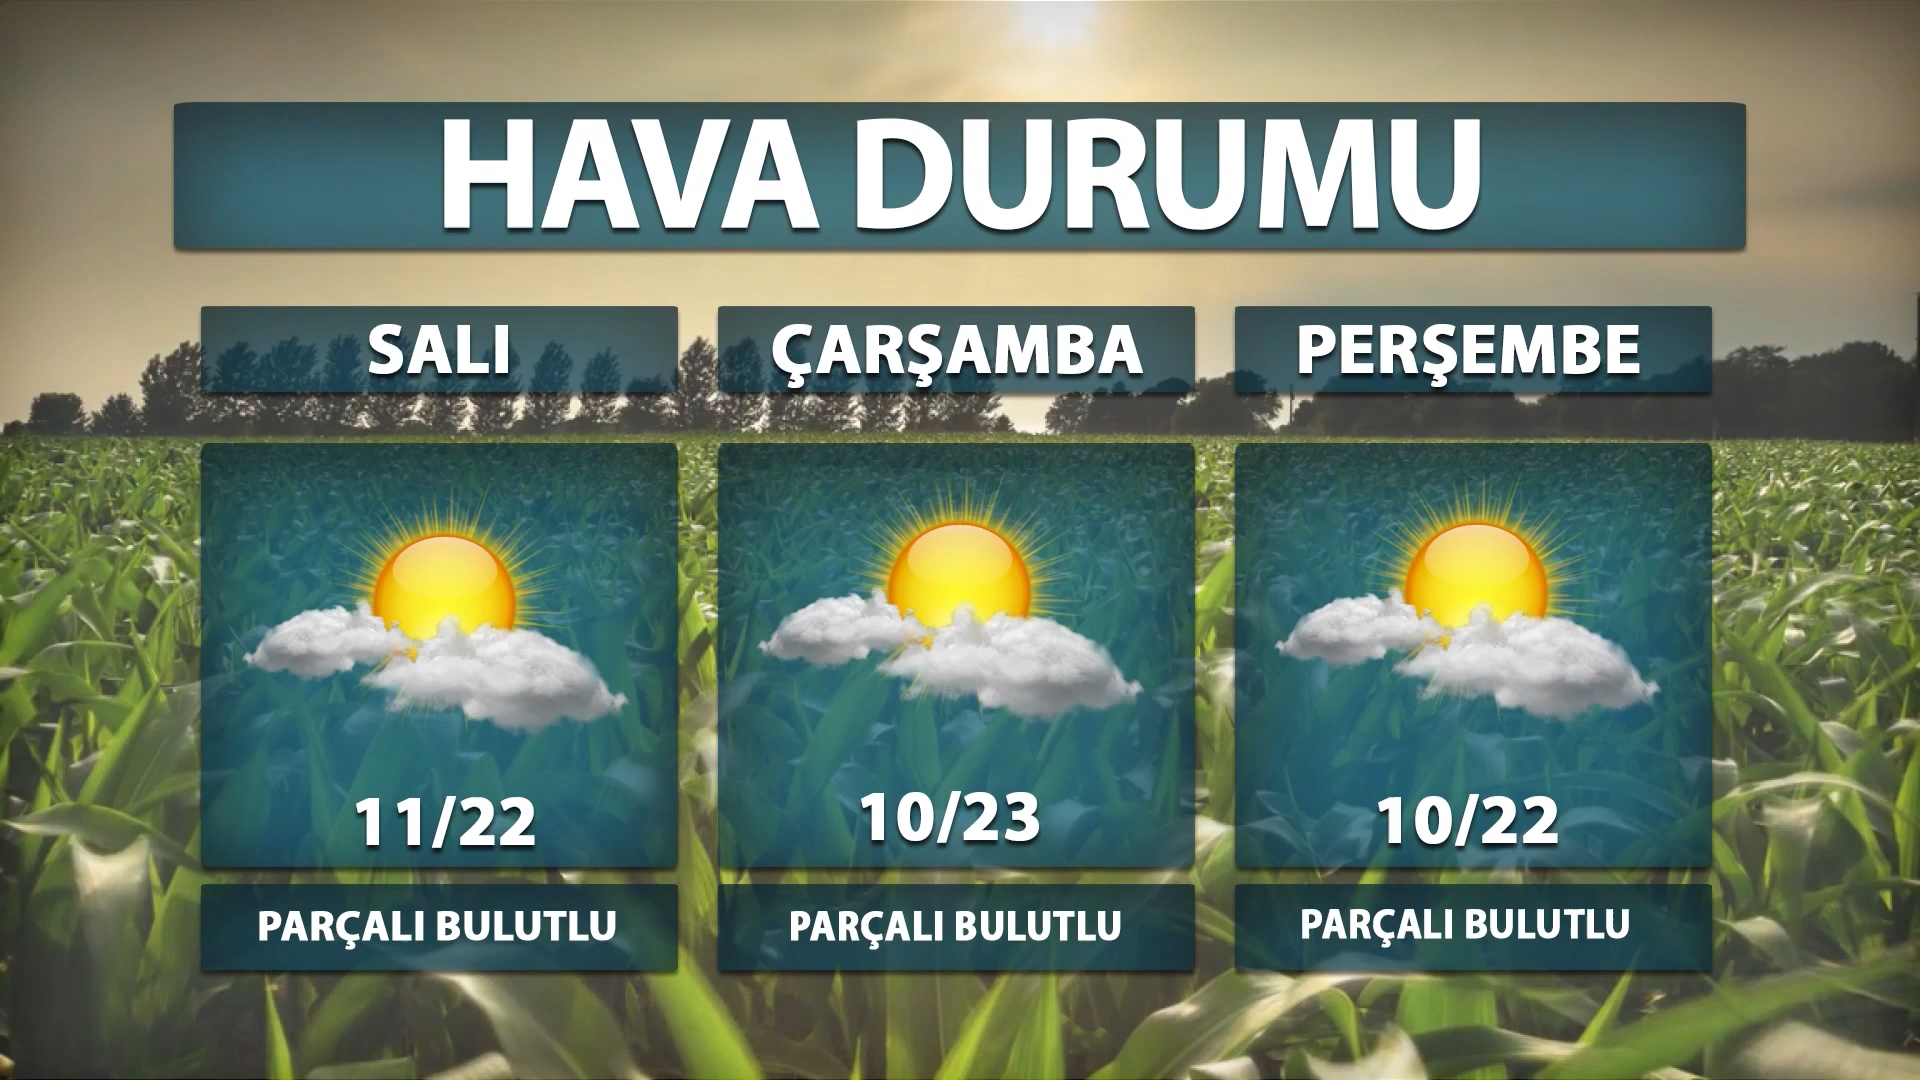 HAVA DURUMU
SALI
ÇARŞAMBA
PERŞEMBE
11/22
10/23
10/22
PARÇALI BULUTLU
PARÇALI BULUTLU
PARÇALI BULUTLU